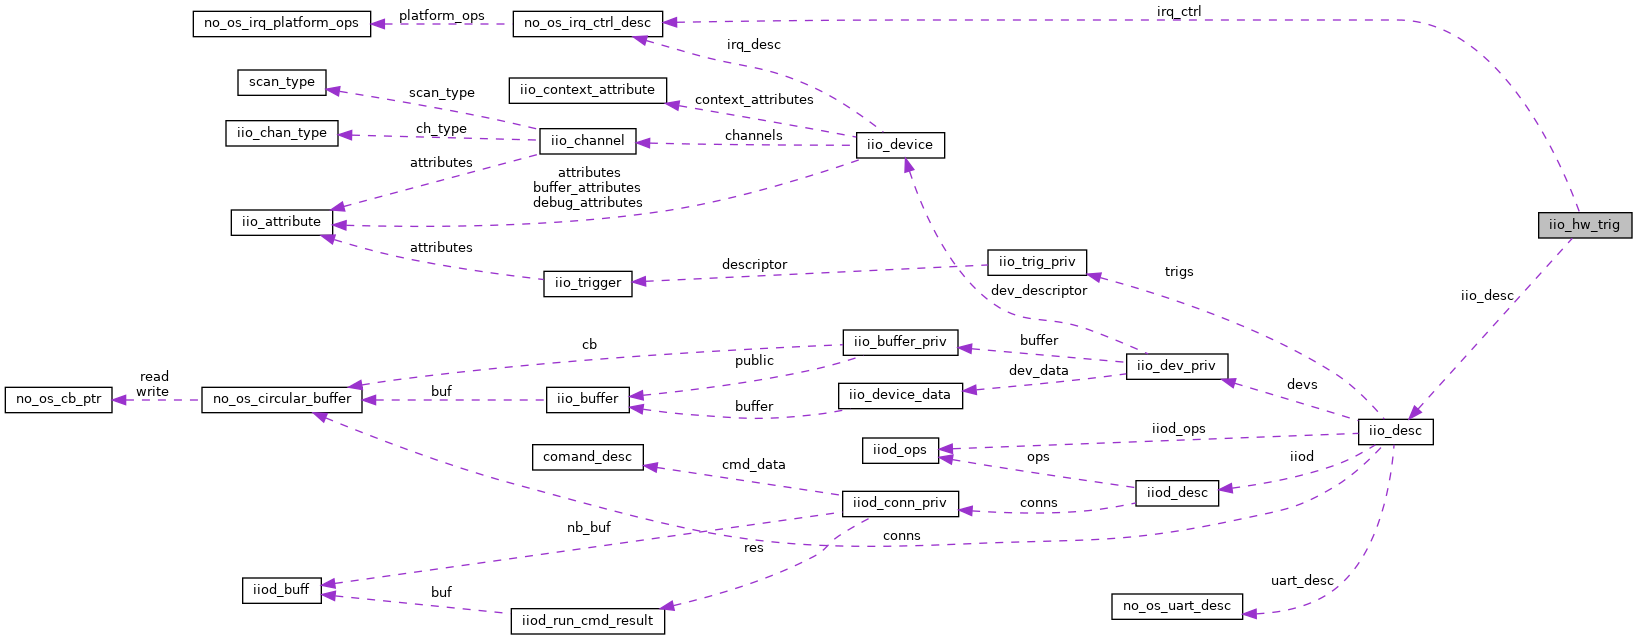 irq_ctrl
no_os_irq_platform_ops
platform_ops
no_os_irq_ctrl_desc
irq_desc
scan_type
scan_type
iio_context_attribute
context_attributes
iio_chan_type
ch_type
iio_channel
channels
iio_device
attributes
attributes
buffer_attributes
debug_attributes
iio_attribute
iio_hw_trig
attributes
iio_trigger
descriptor
iio_trig_priv
trigs
dev_descriptor
iio_desc
cb
iio_buffer_priv
buffer
public
iio_dev_priv
dev_data
devs
read
write
no_os_cb_ptr
no_os_circular_buffer
buf
iio_buffer
buffer
iio_device_data
iio_desc
iiod_ops
iiod_ops
ops
iiod
comand_desc
cmd_data
iiod_desc
iiod_conn_priv
conns
nb_buf
conns
res
iiod_buff
buf
iiod_run_cmd_result
uart_desc
no_os_uart_desc